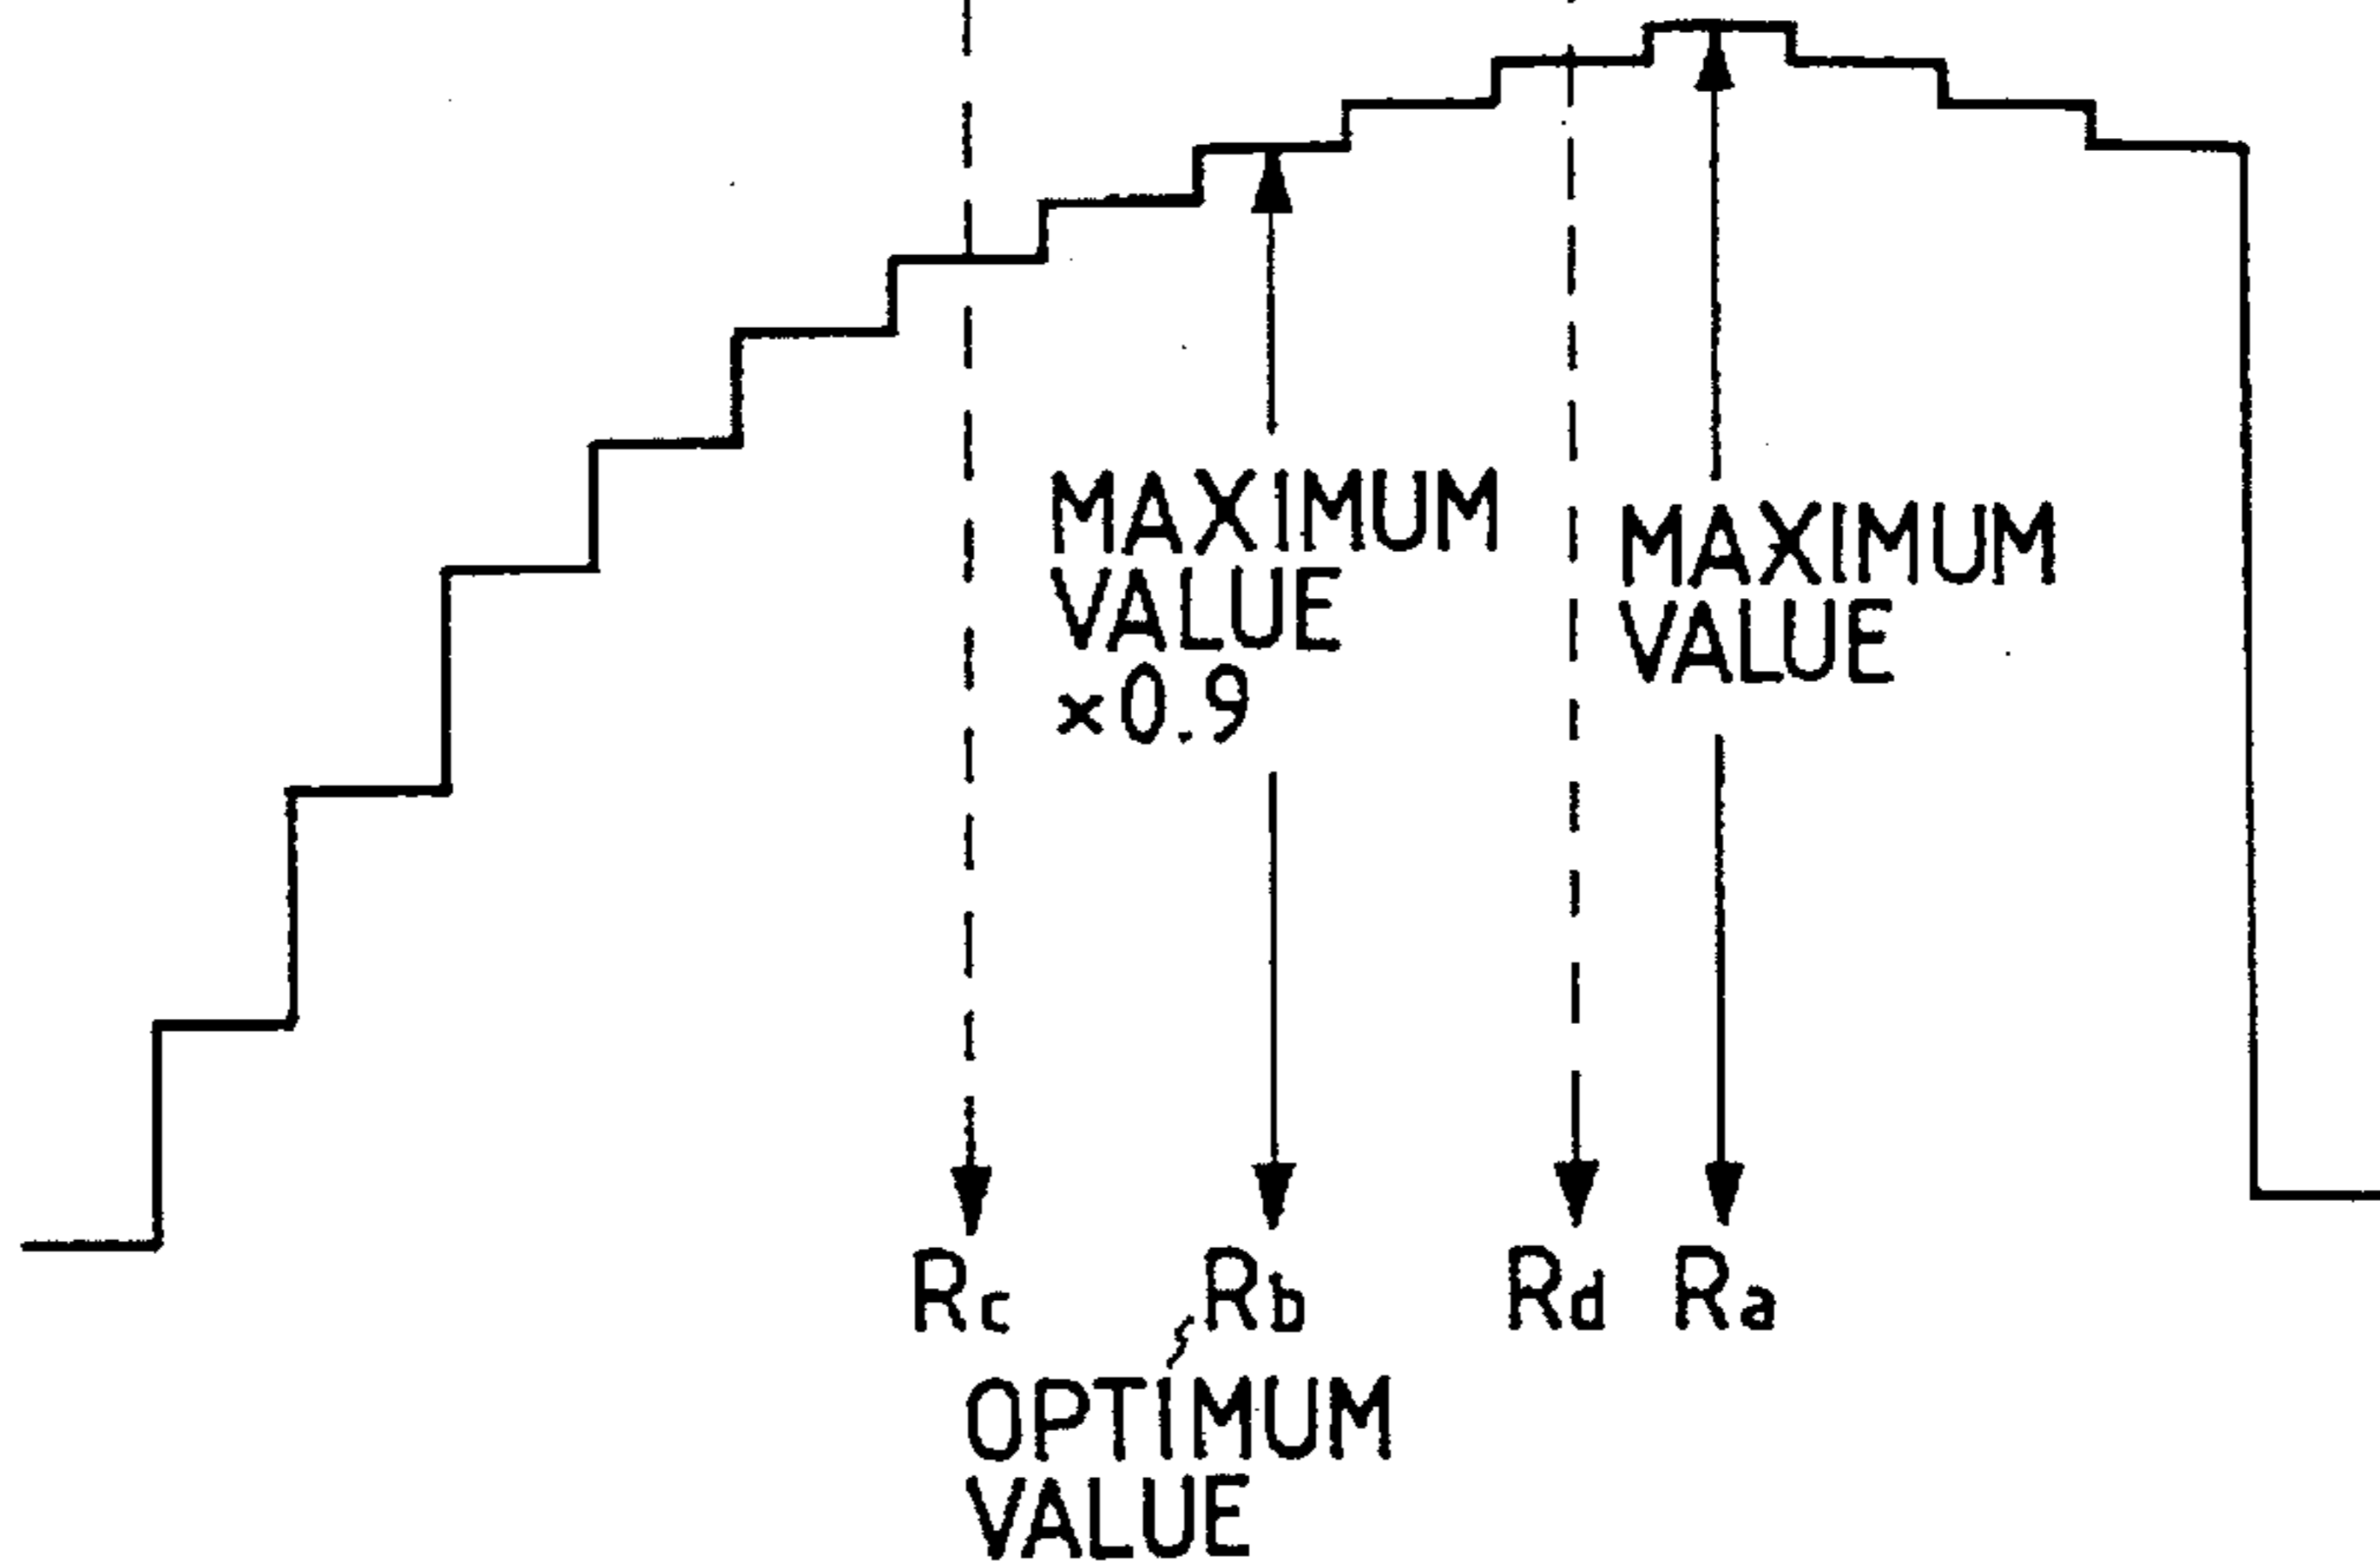 MAXIMUM
VALUE
×0.9
MAXIMUM
VALUE
Rc
Rb
Rd
Ra
OPTIMUM
VALUE